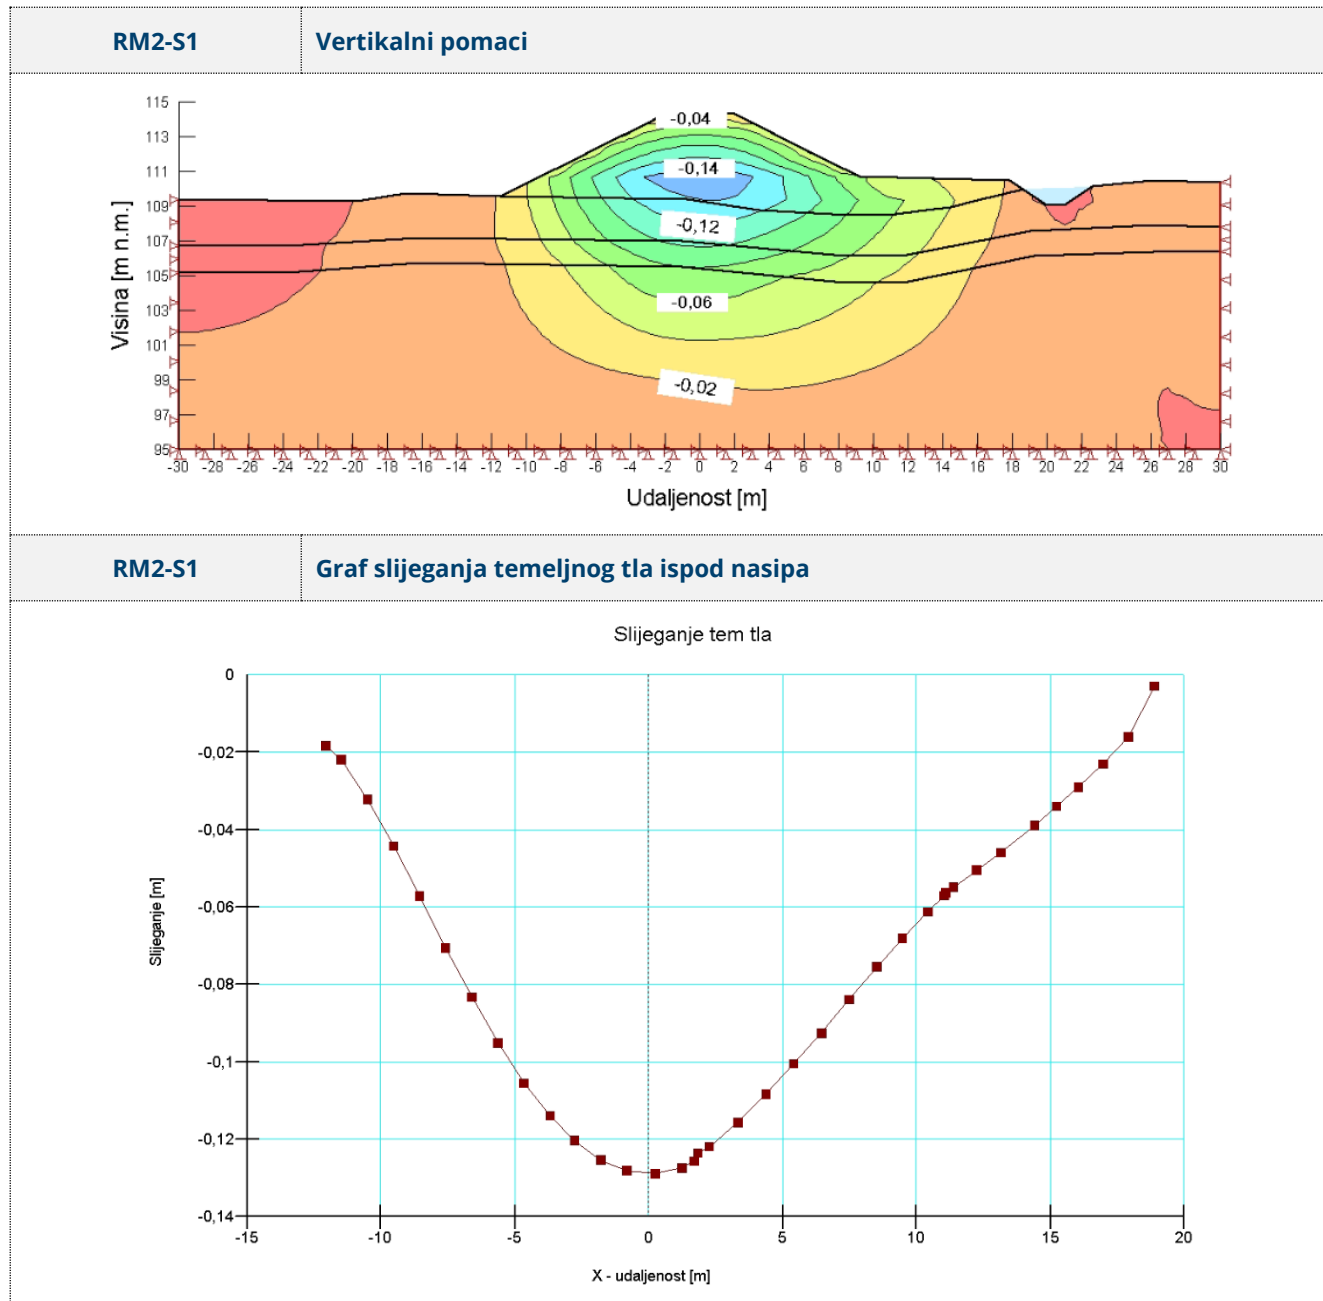 RM2-S1 Vertikalni pomaci
115
113
111
109
107
105
103
101
99
97
95
Visina [m n.m.]
-0,04
-0,14
-0,12
-0,06
-0,02
-30 -28 -26 -24 -22 -20 -18 -16 -14 -12 -10 -8 -6 -4 -2 0 2 4 6 8 10 12 14 16 18 20 22 24 26 28 30
Udaljenost [m]
RM2-S1 Graf slijeganja temeljnog tla ispod nasipa
Slijeganje tem tla
0
-0,02
-0,04
-0,06
-0,08
-0,1
-0,12
-0,14
Slijeganje [m]
-15 -10 -5 0 5 10 15 20
X - udaljenost [m]